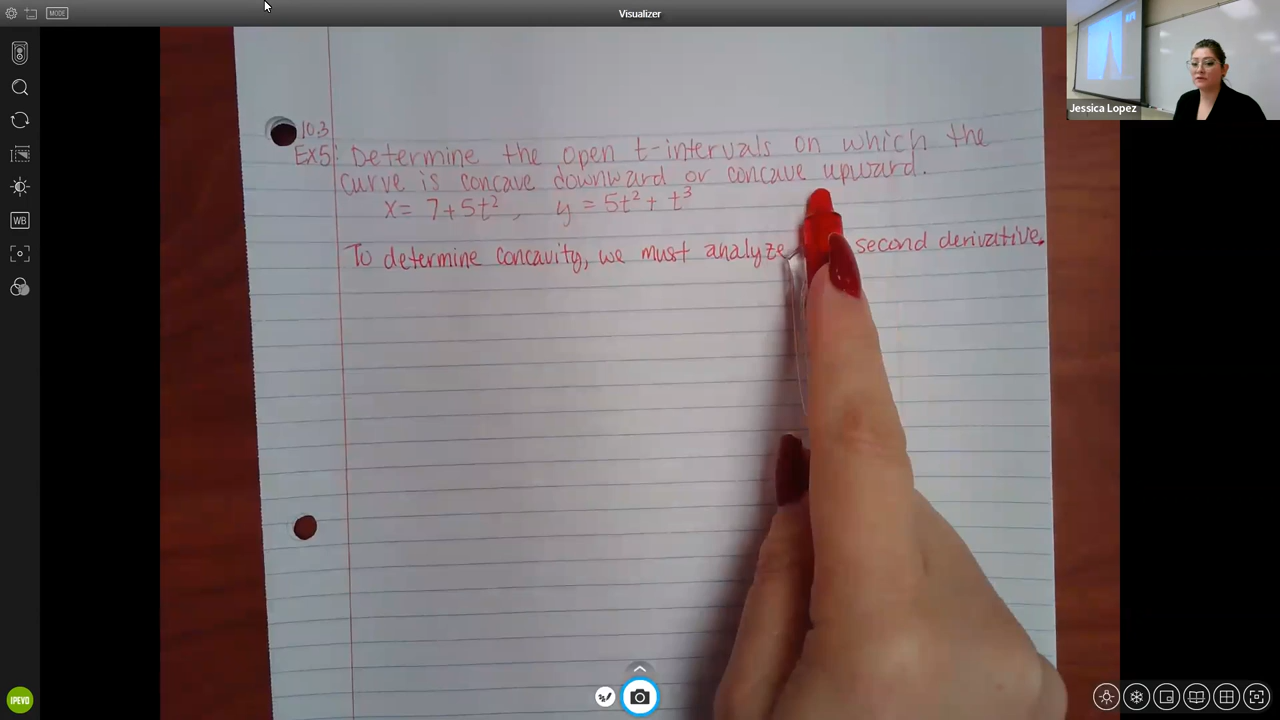 MODE
Visualizer
Jessica Lopez
WB
10.3
Ex5: Determine the open t-intervals on which the
curve is concave downward or concave upward.
x = 7+5t², y = 5t² + t³
To determine concavity, we must analyze second derivative.
IPEVO